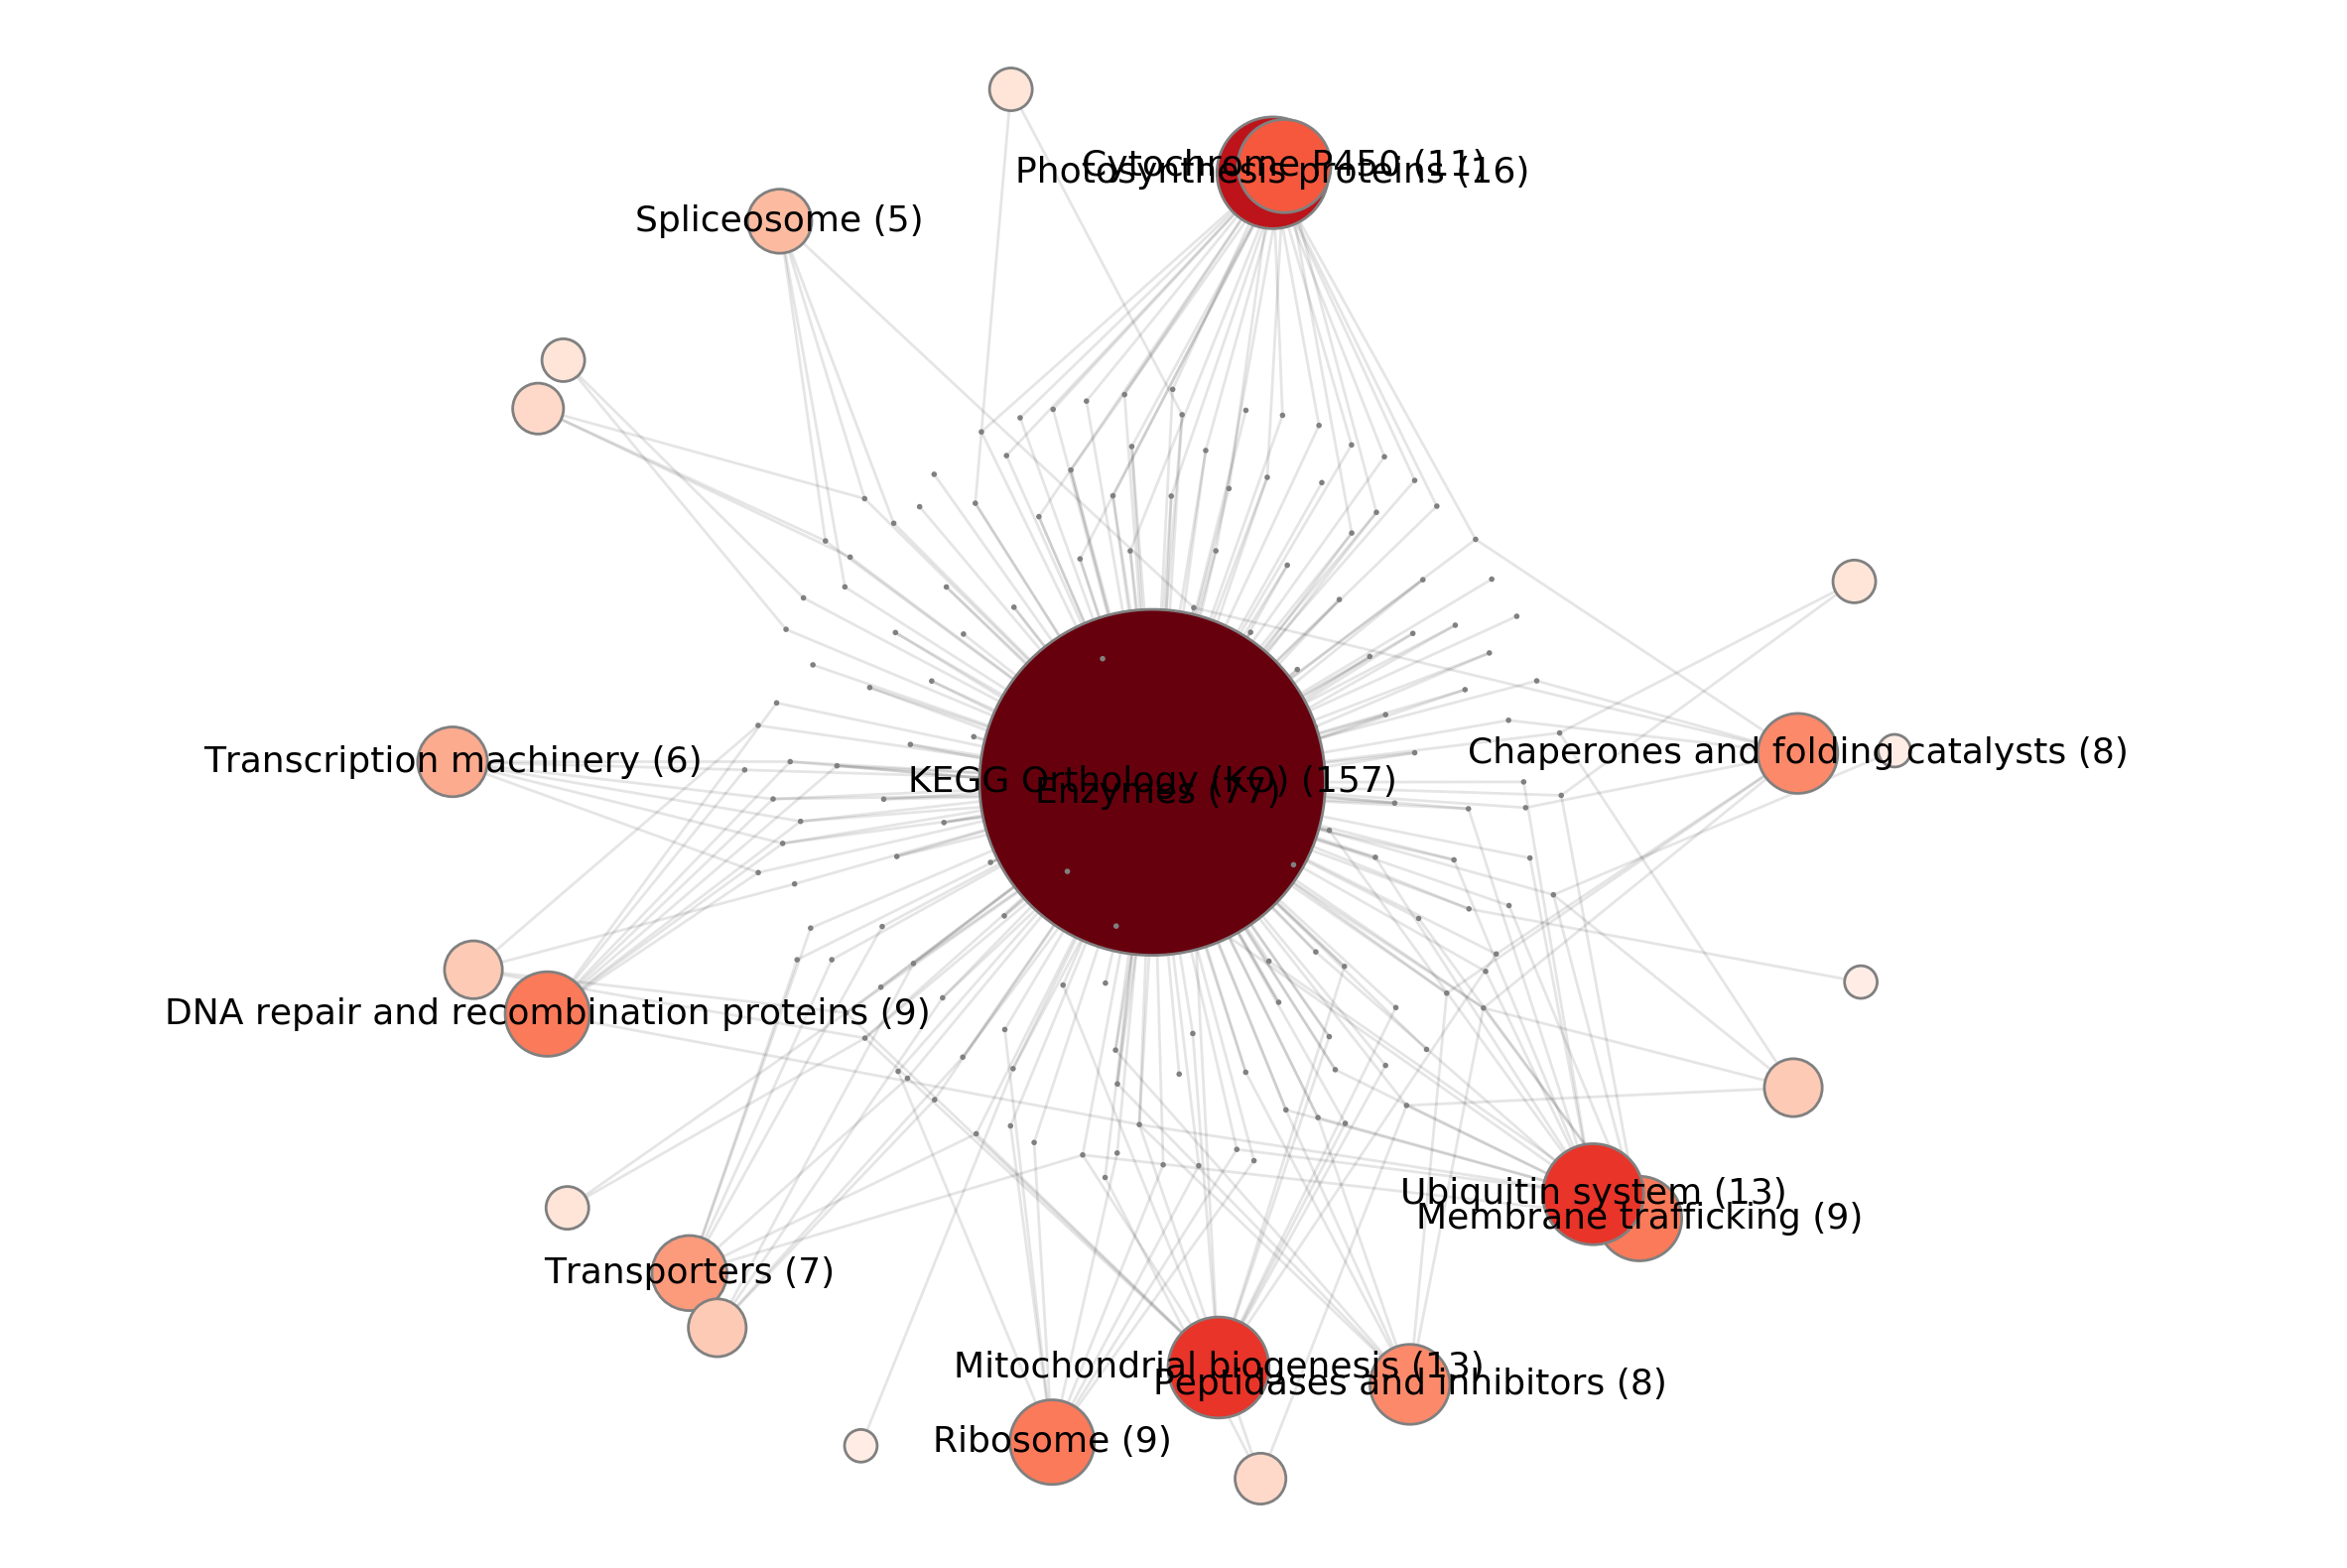 Cytochrome P450 (11)
Photosynthesis proteins (16)
Spliceosome (5)
Chaperones and folding catalysts (8)
Transcription machinery (6)
KEGG Orthology (KO) (157)
Enzymes (77)
DNA repair and recombination proteins (9)
Ubiquitin system (13)
Membrane trafficking (9)
Transporters (7)
Mitochondrial biogenesis (13)
Peptidases and inhibitors (8)
Ribosome (9)